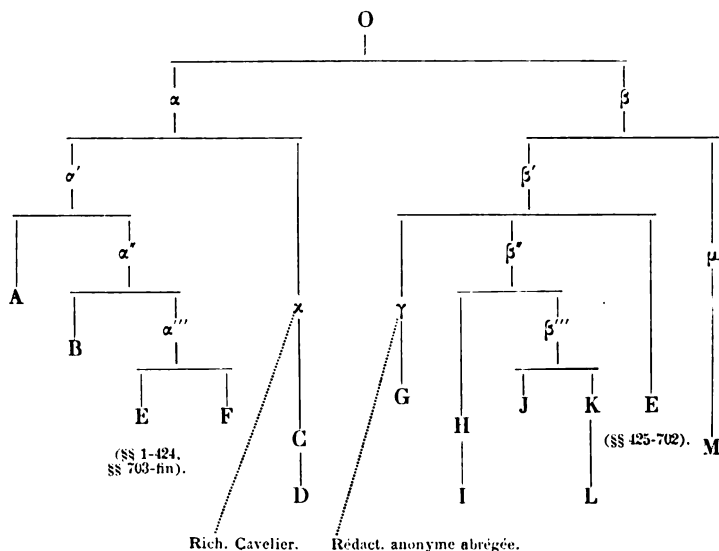 O
α β
α' β'
α'' β'' μ
A χ γ
B α''' β'''
E F G J K E
C H M
(§§ 1-424, §§ 703-fin). (§§ 425-702).
D I L
Rich. Cavelier. Rédact. anonyme abrégée.